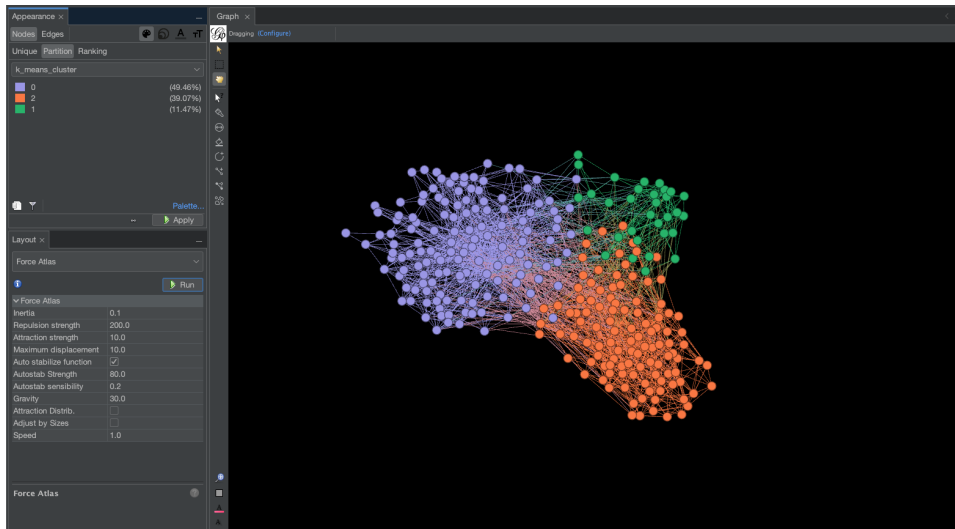 Appearance ×
Nodes Edges
Unique Partition Ranking
k_means_cluster
0 (49.46%)
2 (39.07%)
1 (11.47%)
Palette...
Apply
Layout ×
Force Atlas
Run
Force Atlas
Inertia 0.1
Repulsion strength 200.0
Attraction strength 10.0
Maximum displacement 10.0
Auto stabilize function
Autostab Strength 80.0
Autostab sensibility 0.2
Gravity 30.0
Attraction Distrib.
Adjust by Sizes
Speed 1.0
Force Atlas
Graph ×
Dragging (Configure)